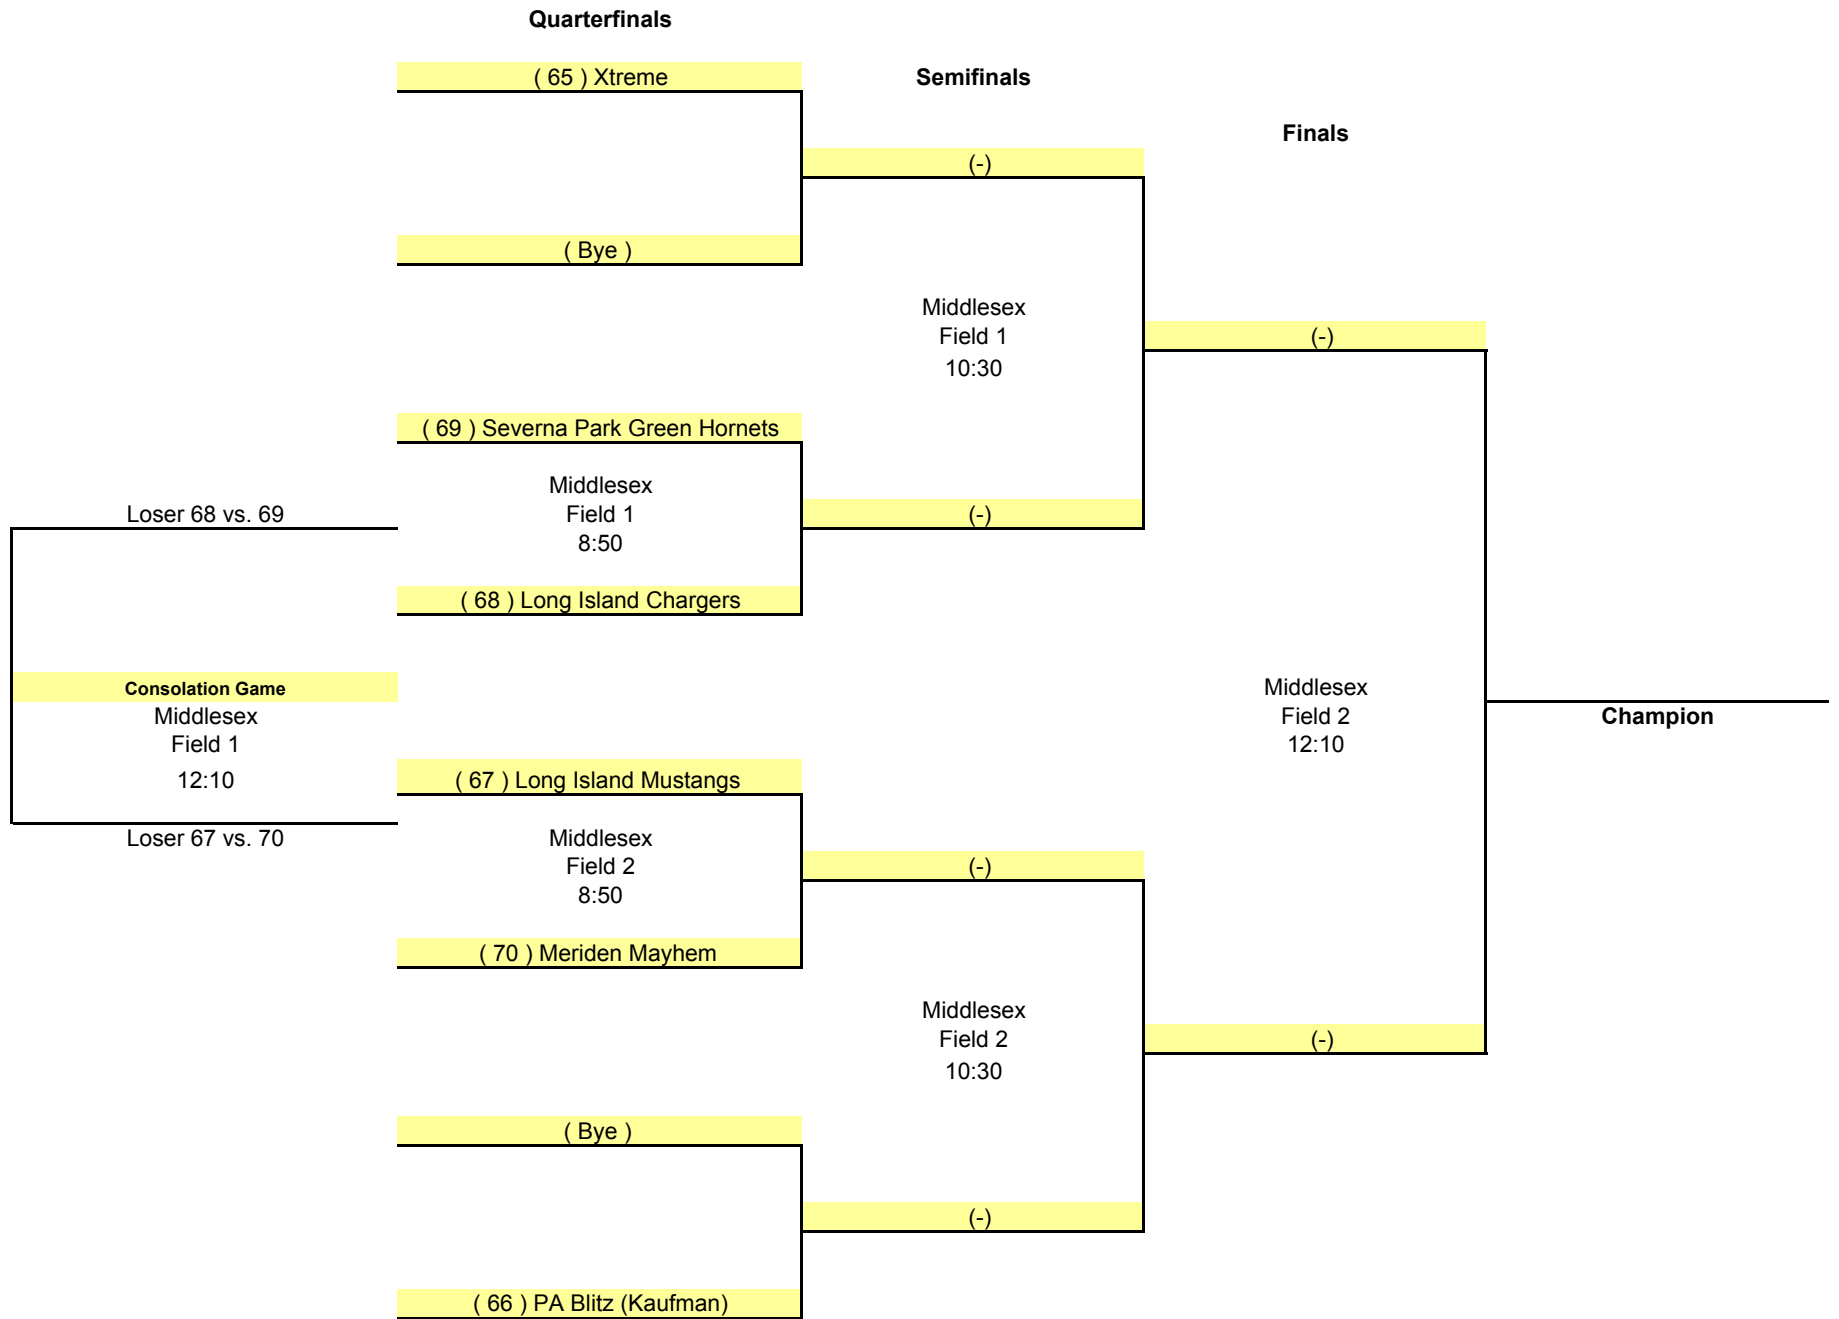 Quarterfinals
( 65 ) Xtreme
Semifinals
Finals
(-)
( Bye )
Middlesex
Field 1
10:30
(-)
( 69 ) Severna Park Green Hornets
Middlesex
Field 1
8:50
Loser 68 vs. 69
(-)
( 68 ) Long Island Chargers
Consolation Game
Middlesex
Field 1
12:10
Middlesex
Field 2
12:10
Champion
( 67 ) Long Island Mustangs
Loser 67 vs. 70
Middlesex
Field 2
8:50
(-)
( 70 ) Meriden Mayhem
Middlesex
Field 2
10:30
(-)
( Bye )
(-)
( 66 ) PA Blitz (Kaufman)